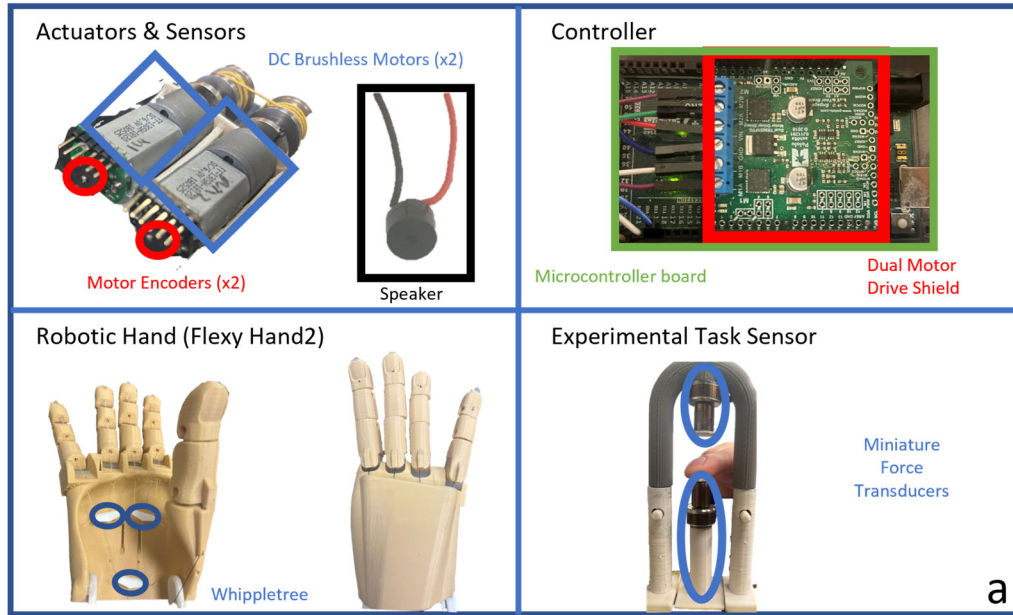 Actuators & Sensors
DC Brushless Motors (x2)
Motor Encoders (x2)
Speaker
Controller
Microcontroller board
Dual Motor
Drive Shield
Robotic Hand (Flexy Hand2)
Whippletree
Experimental Task Sensor
Miniature
Force
Transducers
a